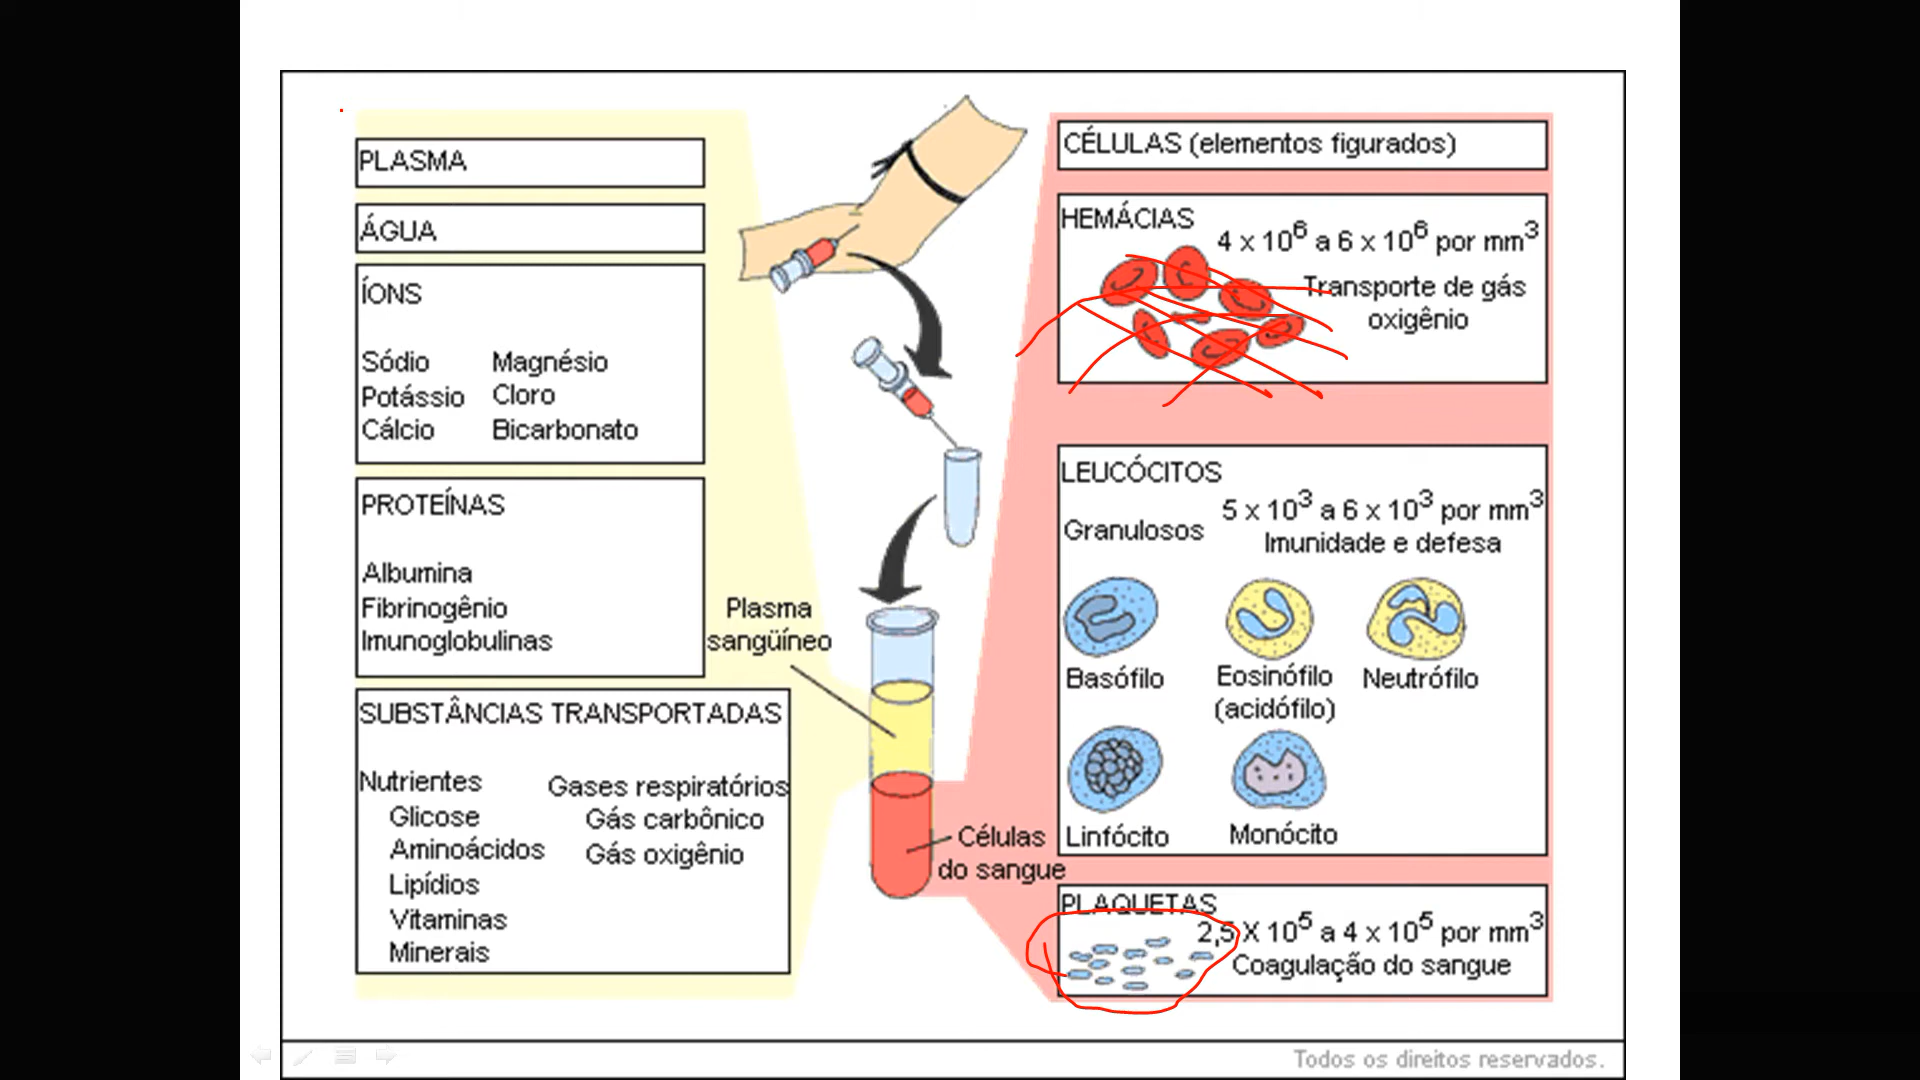 PLASMA
ÁGUA
ÍONS
Sódio Magnésio
Potássio Cloro
Cálcio Bicarbonato
PROTEÍNAS
Albumina
Fibrinogênio
Imunoglobulinas
SUBSTÂNCIAS TRANSPORTADAS
Nutrientes Gases respiratórios
Glicose Gás carbônico
Aminoácidos Gás oxigênio
Lipídios
Vitaminas
Minerais
Plasma
sangüíneo
Células
do sangue
CÉLULAS (elementos figurados)
HEMÁCIAS
4 x 10⁶ a 6 x 10⁶ por mm³
Transporte de gás
oxigênio
LEUCÓCITOS
5 x 10³ a 6 x 10³ por mm³
Granulosos
Imunidade e defesa
Basófilo Eosinófilo Neutrófilo
(acidófilo)
Linfócito Monócito
PLAQUETAS
2,5 X 10⁵ a 4 x 10⁵ por mm³
Coagulação do sangue
Todos os direitos reservados.